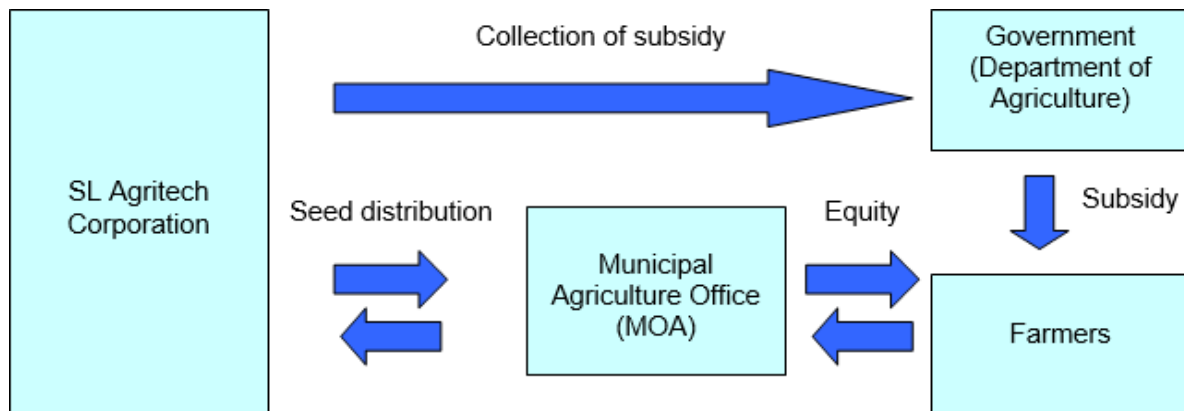 Collection of subsidy
Government
(Department of
Agriculture)
SL Agritech
Corporation
Seed distribution
Equity
Subsidy
Municipal
Agriculture Office
(MOA)
Farmers